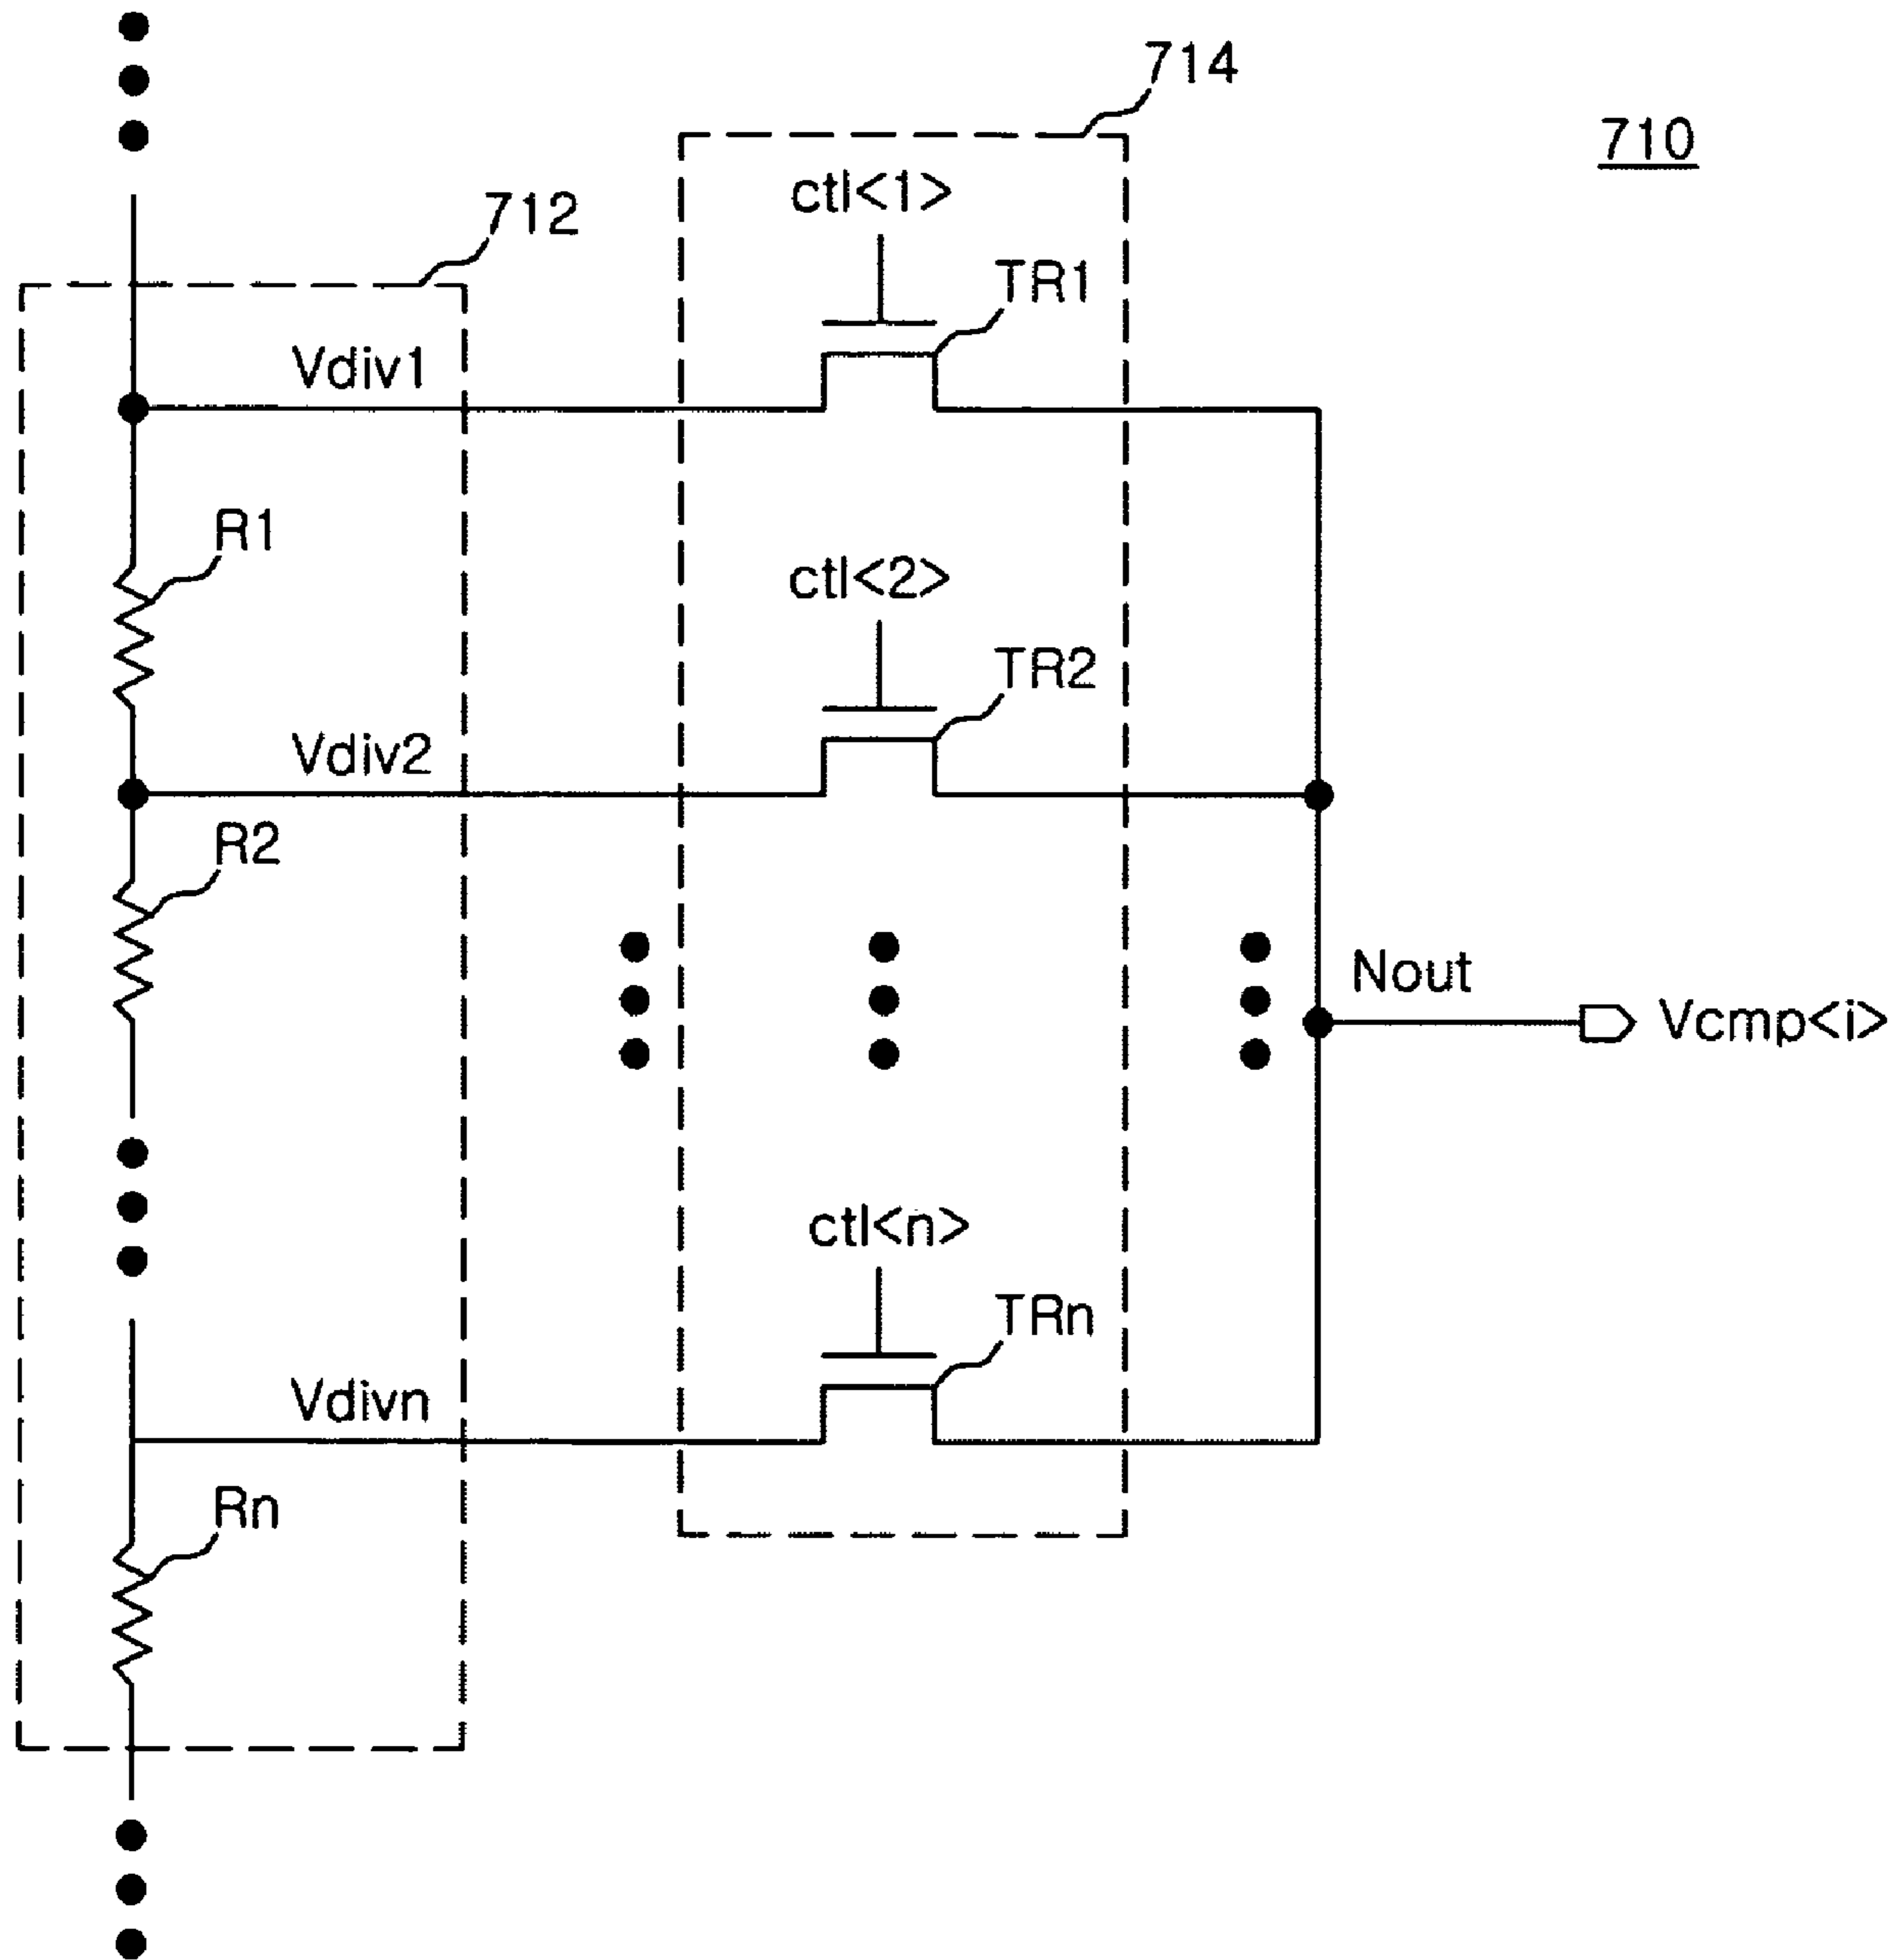 714
710
ctl<1>
712
TR1
Vdiv1
R1
ctl<2>
TR2
Vdiv2
R2
Nout
Vcmp<i>
ctl<n>
TRn
Vdivn
Rn